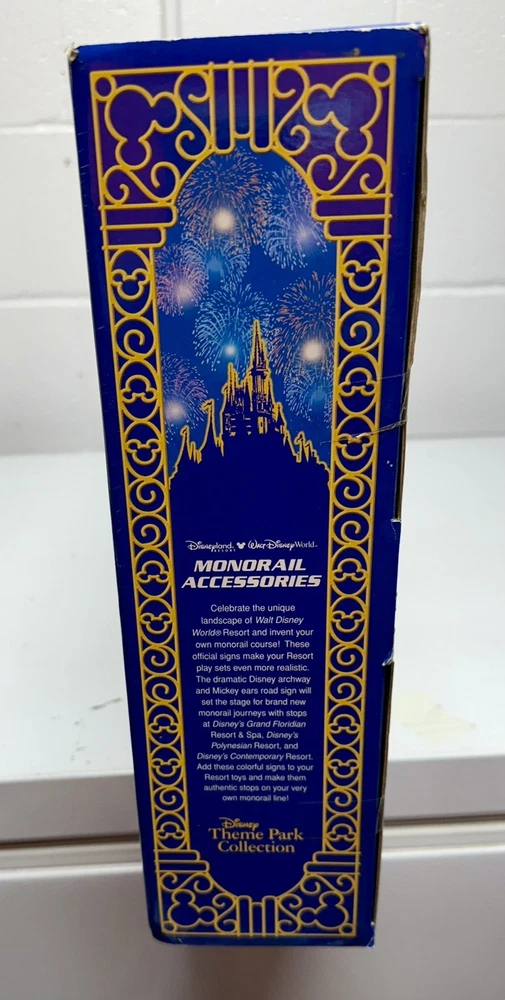 Disneyland RESORT Walt Disney World
MONORAIL
ACCESSORIES
Celebrate the unique
landscape of Walt Disney
World® Resort and invent your
own monorail course! These
official signs make your Resort
play sets even more realistic.
The dramatic Disney archway
and Mickey ears road sign will
set the stage for brand new
monorail journeys with stops
at Disney's Grand Floridian
Resort & Spa, Disney's
Polynesian Resort, and
Disney's Contemporary Resort.
Add these colorful signs to your
Resort toys and make them
authentic stops on your very
own monorail line!
Disney
Theme Park
Collection